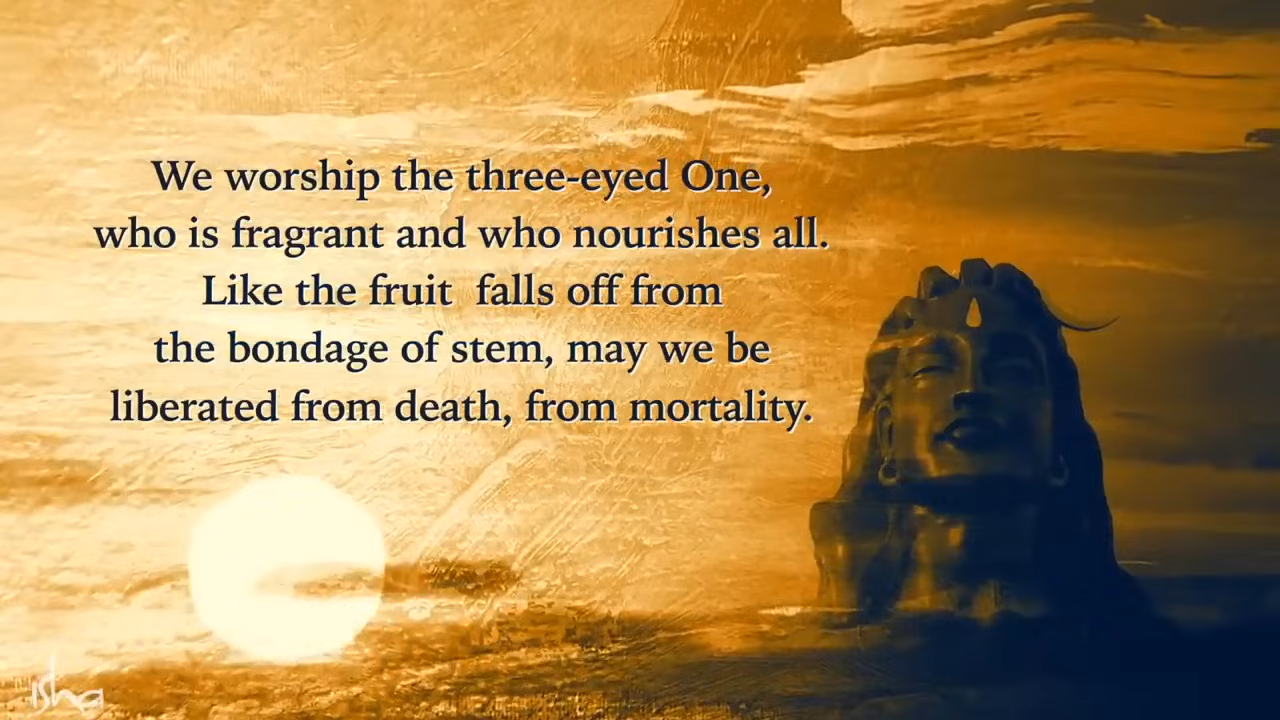 We worship the three-eyed One,
who is fragrant and who nourishes all.
Like the fruit  falls off from
the bondage of stem, may we be
liberated from death, from mortality.
isha